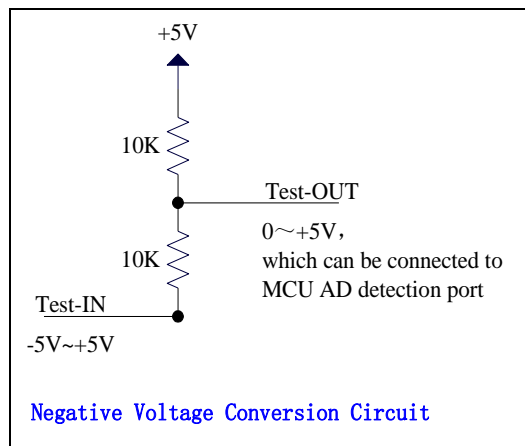 +5V
10K
Test-OUT
0～+5V，
which can be connected to
MCU AD detection port
10K
Test-IN
-5V~+5V
Negative Voltage Conversion Circuit